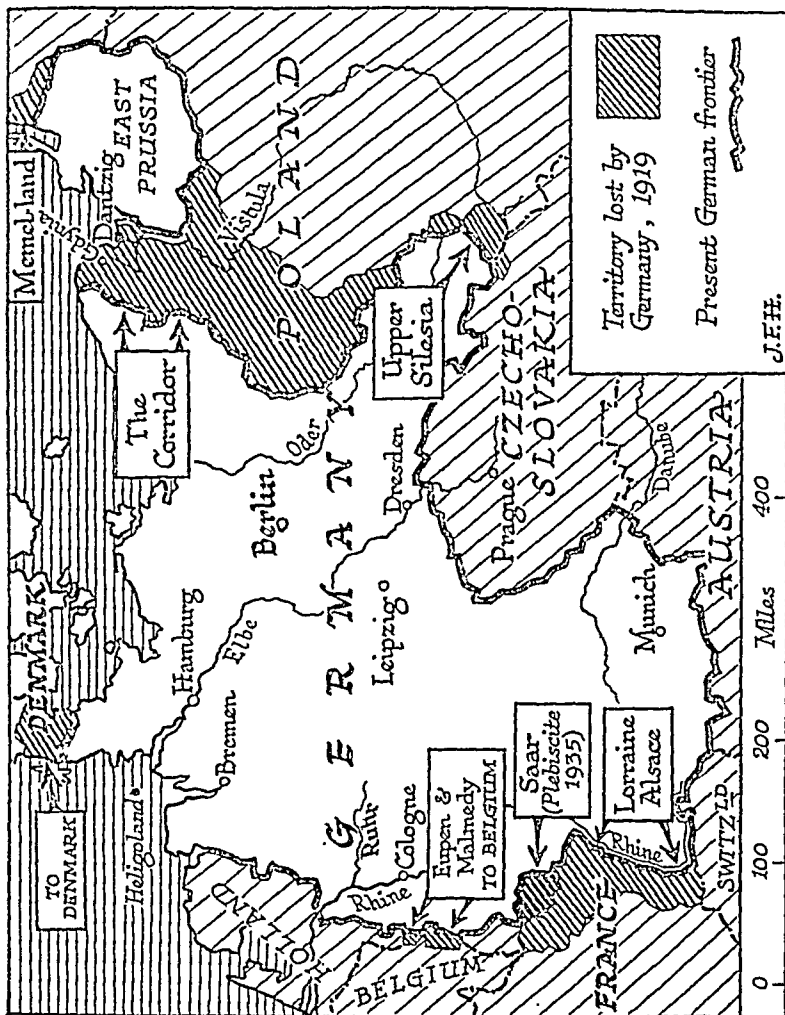 Memel-land
Gdynia
Dantzig
EAST
PRUSSIA
The
Corridor
Vistula
POLAND
DENMARK
TO
DENMARK
Heligoland
Hamburg
Elbe
Bremen
Berlin
Oder
HOLLAND
GERMANY
Ruhr
Cologne
Rhine
Leipzig
Dresden
Upper
Silesia
Eupen &
Malmedy
TO BELGIUM
BELGIUM
Prague
CZECHO-
SLOVAKIA
Saar
(Plebiscite
1935)
Lorraine
Alsace
Rhine
FRANCE
Munich
Danube
SWITZLD
AUSTRIA
Territory lost by
Germany, 1919
Present German frontier
J.F.H.
0 100 200 Miles 400